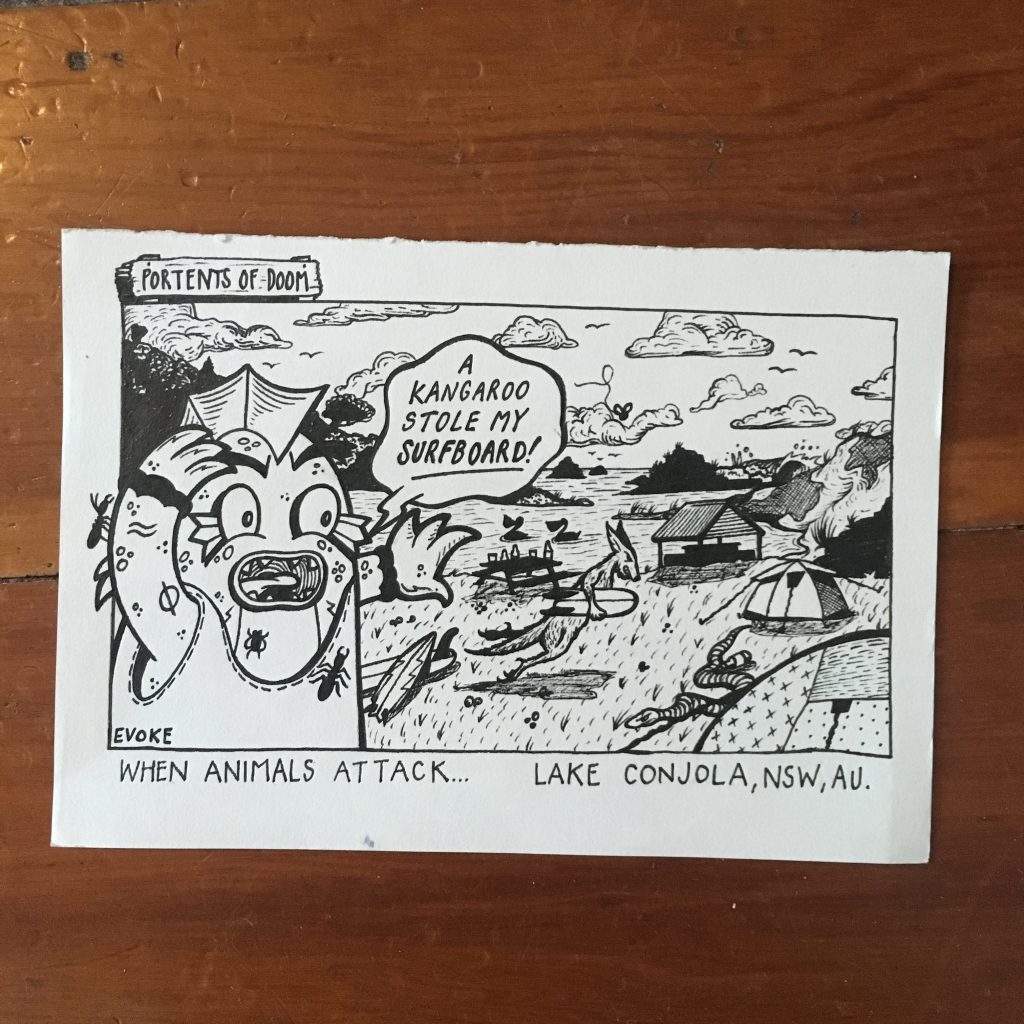 PORTENTS OF DOOM
A
KANGAROO
STOLE MY
SURFBOARD!
EVOKE
WHEN ANIMALS ATTACK... LAKE CONJOLA, NSW, AU.